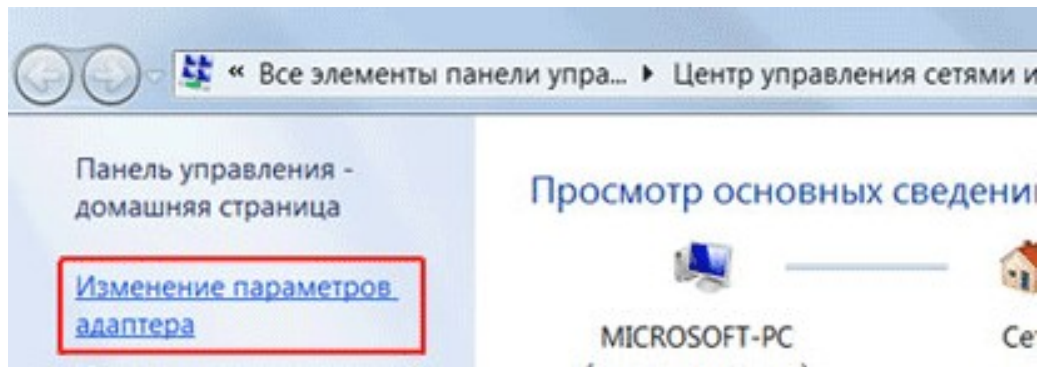 « Все элементы панели упра... ▸ Центр управления сетями и
Панель управления -
домашняя страница
Просмотр основных сведени
Изменение параметров
адаптера
MICROSOFT-PC
Се